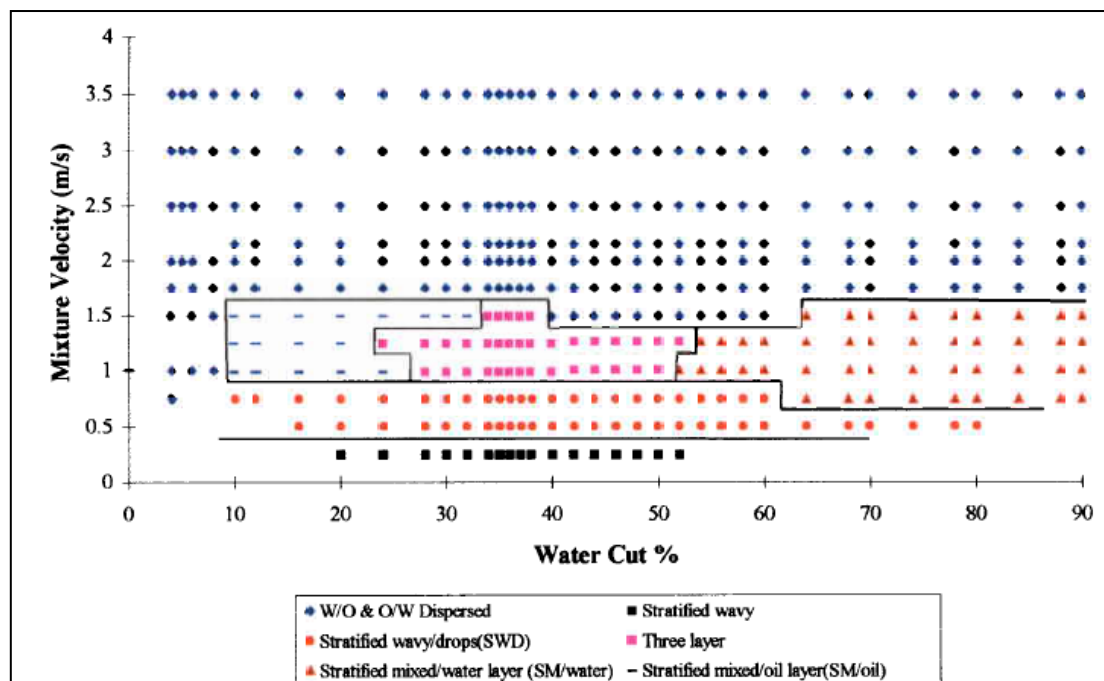 4
3.5
3
2.5
2
1.5
1
0.5
0
Mixture Velocity (m/s)
0 10 20 30 40 50 60 70 80 90
Water Cut %
W/O & O/W Dispersed
Stratified wavy
Stratified wavy/drops(SWD)
Three layer
Stratified mixed/water layer (SM/water)
Stratified mixed/oil layer(SM/oil)